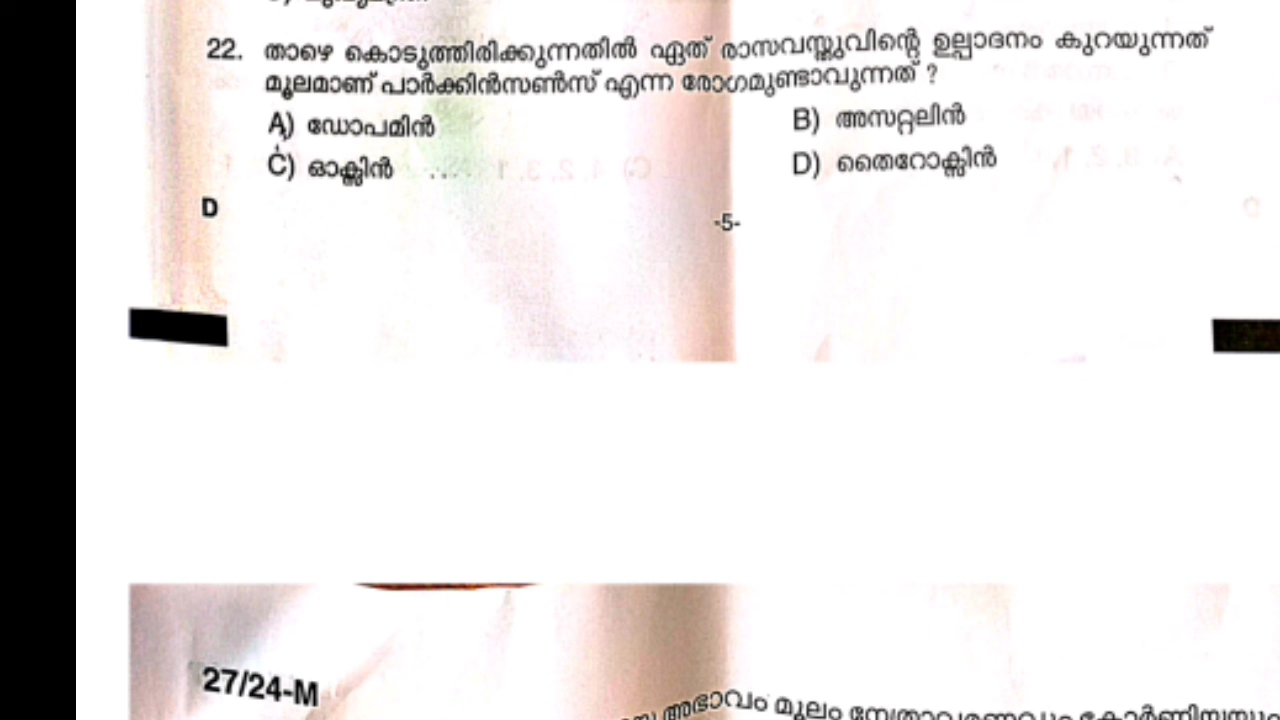 22. താഴെ കൊടുത്തിരിക്കുന്നതിൽ ഏത് രാസവസ്തുവിന്റെ ഉല്പാദനം കുറയുന്നത്
മൂലമാണ് പാർക്കിൻസൺസ് എന്ന രോഗമുണ്ടാവുന്നത് ?
A) ഡോപമിൻ B) അസറ്റലിൻ
C) ഓക്സിൻ D) തൈറോക്സിൻ
D
-5-
27/24-M
അഭാവം മൂലം